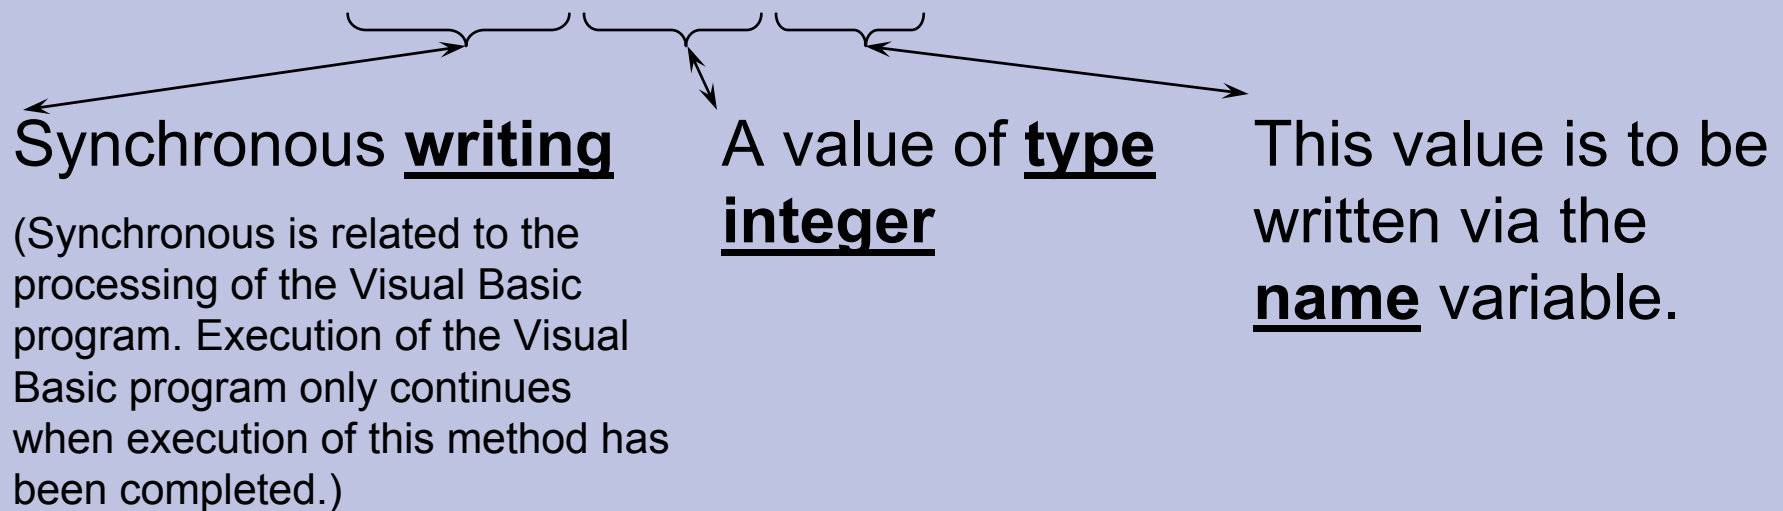 Synchronous writing
(Synchronous is related to the
processing of the Visual Basic
program. Execution of the Visual
Basic program only continues
when execution of this method has
been completed.)
A value of type
integer
This value is to be
written via the
name variable.